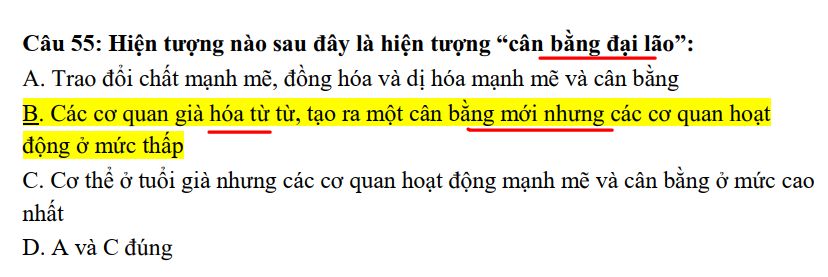 Câu 55: Hiện tượng nào sau đây là hiện tượng “cân bằng đại lão”:
A. Trao đổi chất mạnh mẽ, đồng hóa và dị hóa mạnh mẽ và cân bằng
B. Các cơ quan già hóa từ từ, tạo ra một cân bằng mới nhưng các cơ quan hoạt
động ở mức thấp
C. Cơ thể ở tuổi già nhưng các cơ quan hoạt động mạnh mẽ và cân bằng ở mức cao
nhất
D. A và C đúng